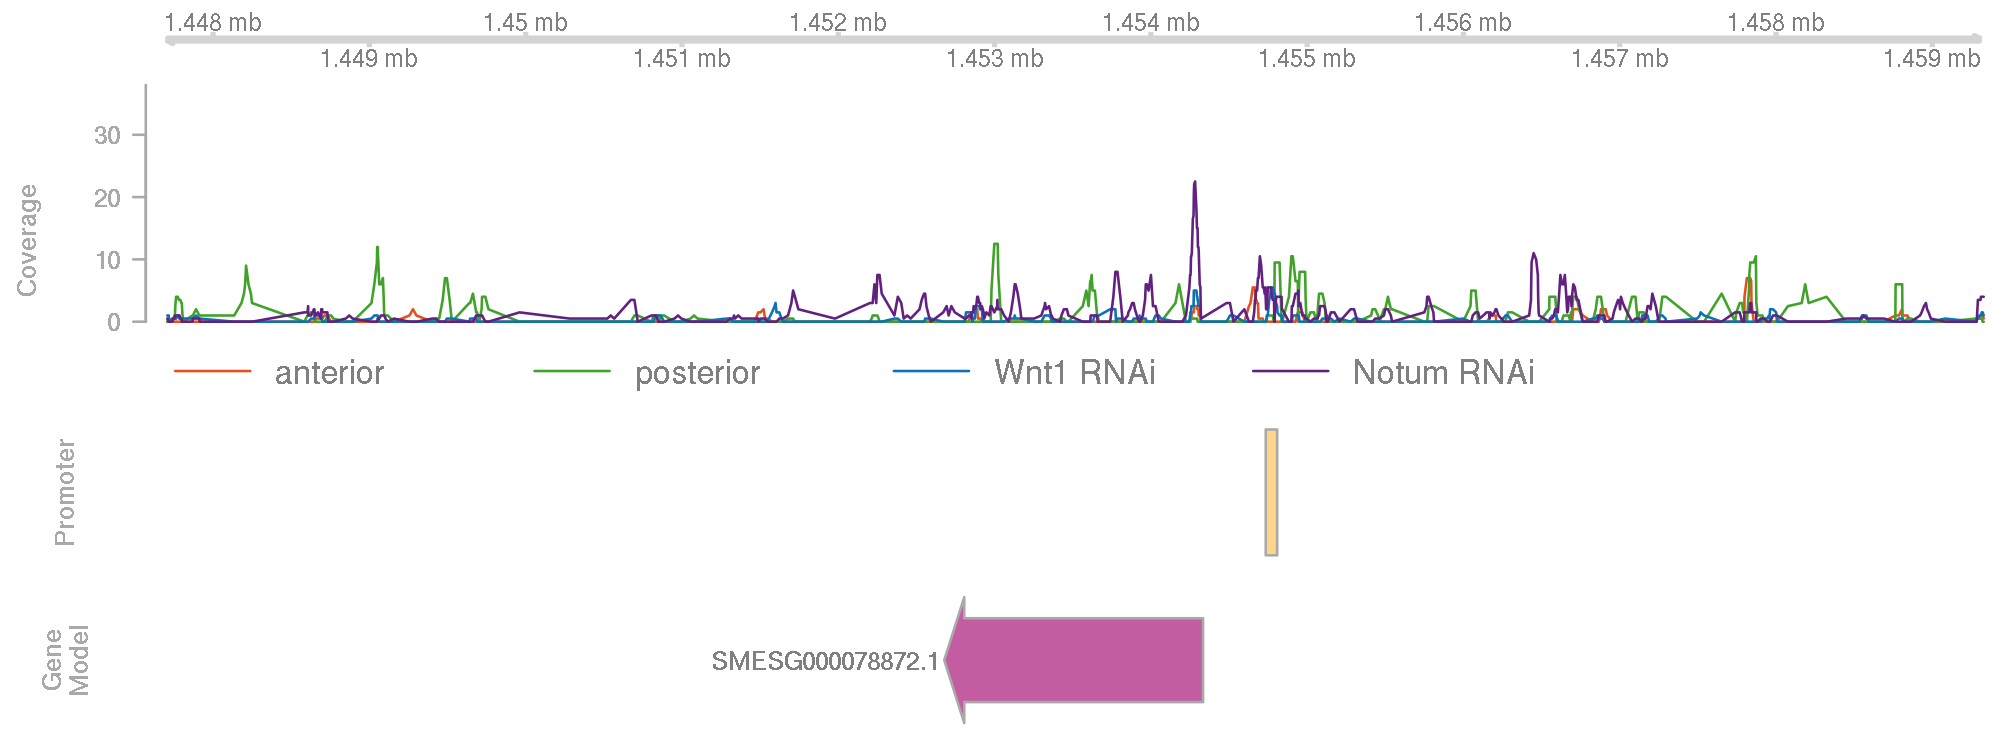 1.448 mb 1.45 mb 1.452 mb 1.454 mb 1.456 mb 1.458 mb
1.449 mb 1.451 mb 1.453 mb 1.455 mb 1.457 mb 1.459 mb
Coverage
30
20
10
0
anterior posterior Wnt1 RNAi Notum RNAi
Promoter
Gene
Model
SMESG000078872.1